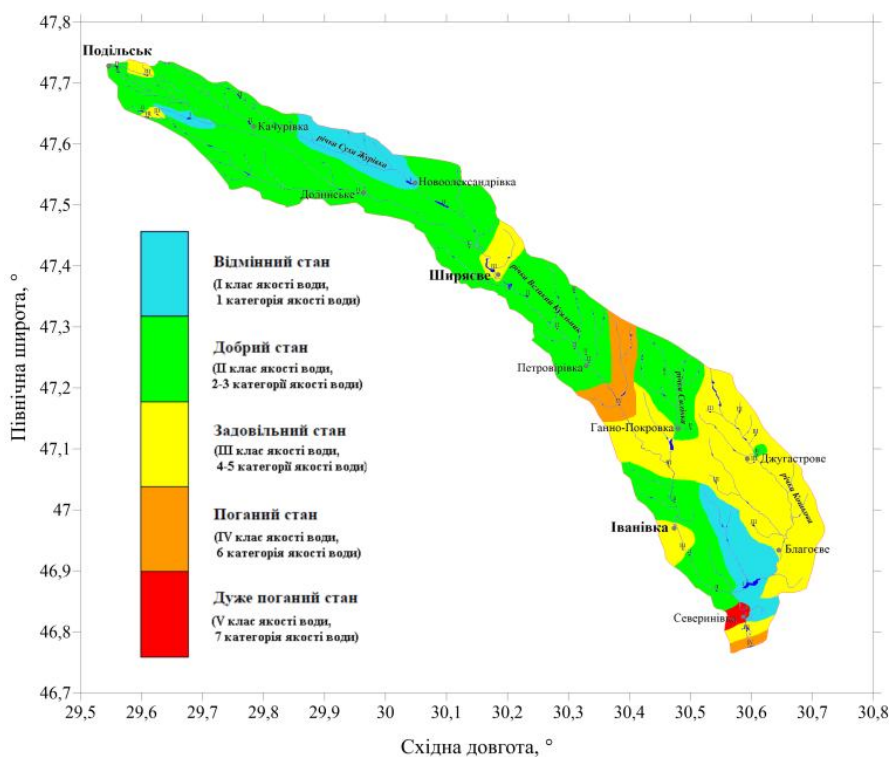 47,8
Подільськ
47,7
Качурівка
47,6
річка Суха Журівка
Новоолександрівка
Долинське
47,5
Відмінний стан
(I клас якості води,
1 категорія якості води)
47,4
Ширяєве
річка Великий Куяльник
Добрий стан
(II клас якості води,
2-3 категорії якості води)
47,3
Петровірівка
47,2
Задовільний стан
(III клас якості води,
4-5 категорії якості води)
Ганно-Покровка
47,1
Джугастрове
Поганий стан
(IV клас якості води,
6 категорія якості води)
47
Іванівка
Благоєве
46,9
Дуже поганий стан
(V клас якості води,
7 категорія якості води)
Северинівка
46,8
46,7
29,5 29,6 29,7 29,8 29,9 30 30,1 30,2 30,3 30,4 30,5 30,6 30,7 30,8
Північна широта, °
Східна довгота, °